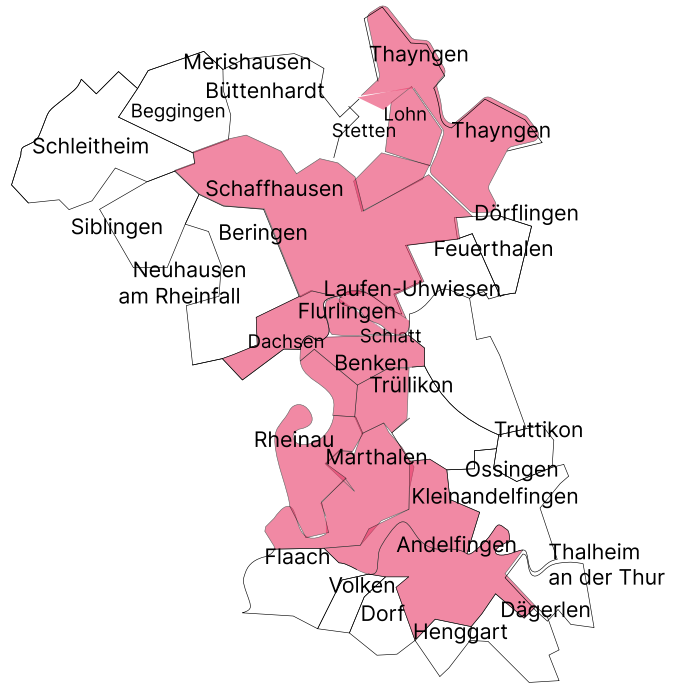 Thayngen
Merishausen
Büttenhardt
Beggingen
Lohn
Stetten
Thayngen
Schleitheim
Schaffhausen
Dörflingen
Siblingen
Beringen
Feuerthalen
Neuhausen
am Rheinfall
Laufen-Uhwiesen
Flurlingen
Dachsen
Schlatt
Benken
Trüllikon
Truttikon
Rheinau
Marthalen
Ossingen
Kleinandelfingen
Andelfingen
Flaach
Thalheim
an der Thur
Volken
Dorf
Dägerlen
Henggart